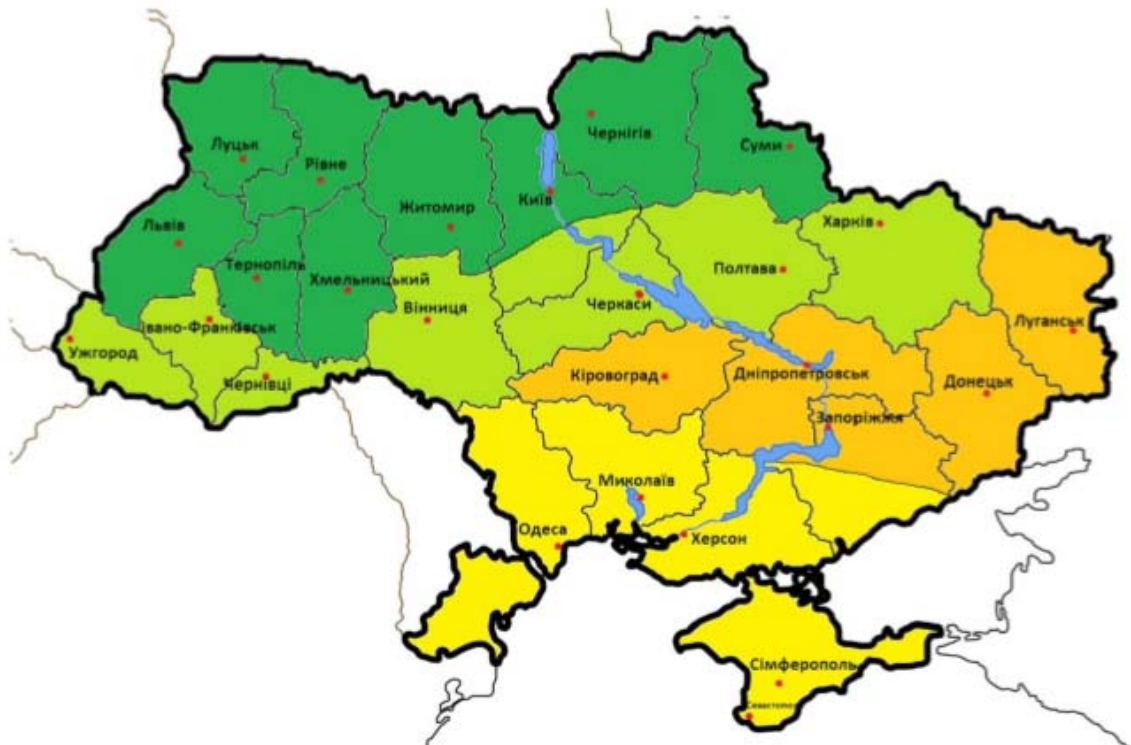 Чернігів
Луцьк
Суми
Рівне
Київ
Житомир
Львів
Харків
Тернопіль
Полтава
Хмельницький
Вінниця
Черкаси
Івано-Франківськ
Луганськ
Ужгород
Дніпропетровськ
Кіровоград
Чернівці
Донецьк
Запоріжжя
Миколаїв
Одеса
Херсон
Сімферополь
Севастополь